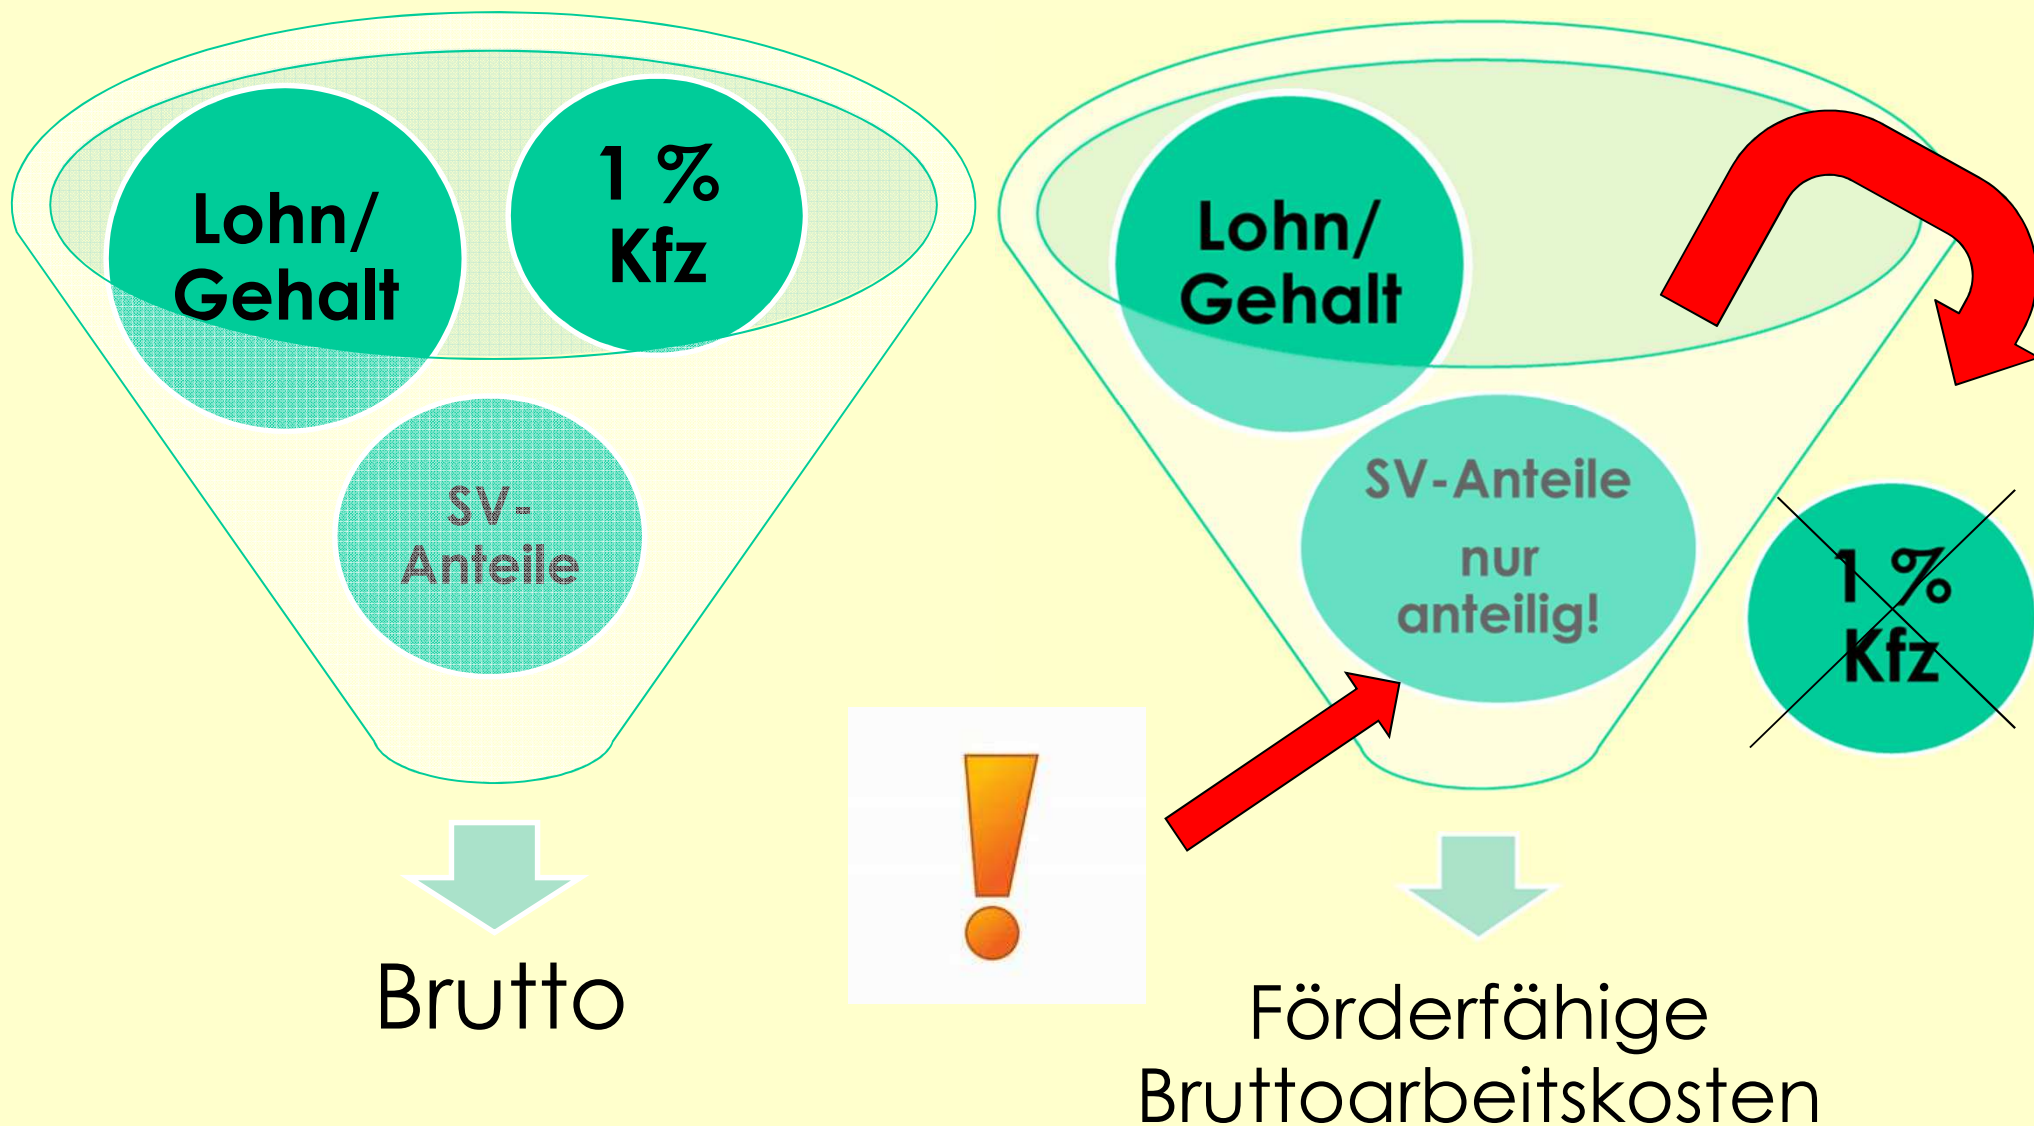 Lohn/
Gehalt
1 %
Kfz
SV-
Anteile
Brutto
Lohn/
Gehalt
SV-Anteile
nur
anteilig!
1 %
Kfz
Förderfähige
Bruttoarbeitskosten